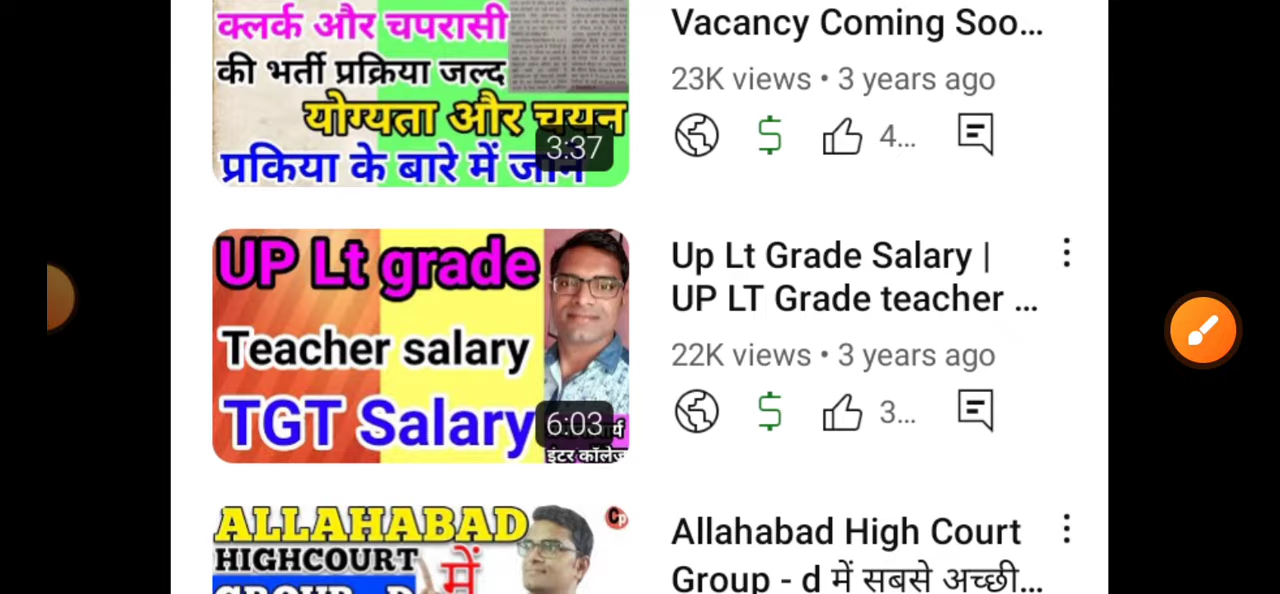 क्लर्क और चपरासी
की भर्ती प्रक्रिया जल्द
योग्यता और चयन
प्रकिया के बारे में जाने
3:37
Vacancy Coming Soo...
23K views • 3 years ago
4...
UP Lt grade
Teacher salary
TGT Salary
6:03
इंटर कॉलेज
Up Lt Grade Salary |
UP LT Grade teacher ...
22K views • 3 years ago
3...
ALLAHABAD
HIGHCOURT
में
GROUP - D
Cp
Allahabad High Court
Group - d में सबसे अच्छी...